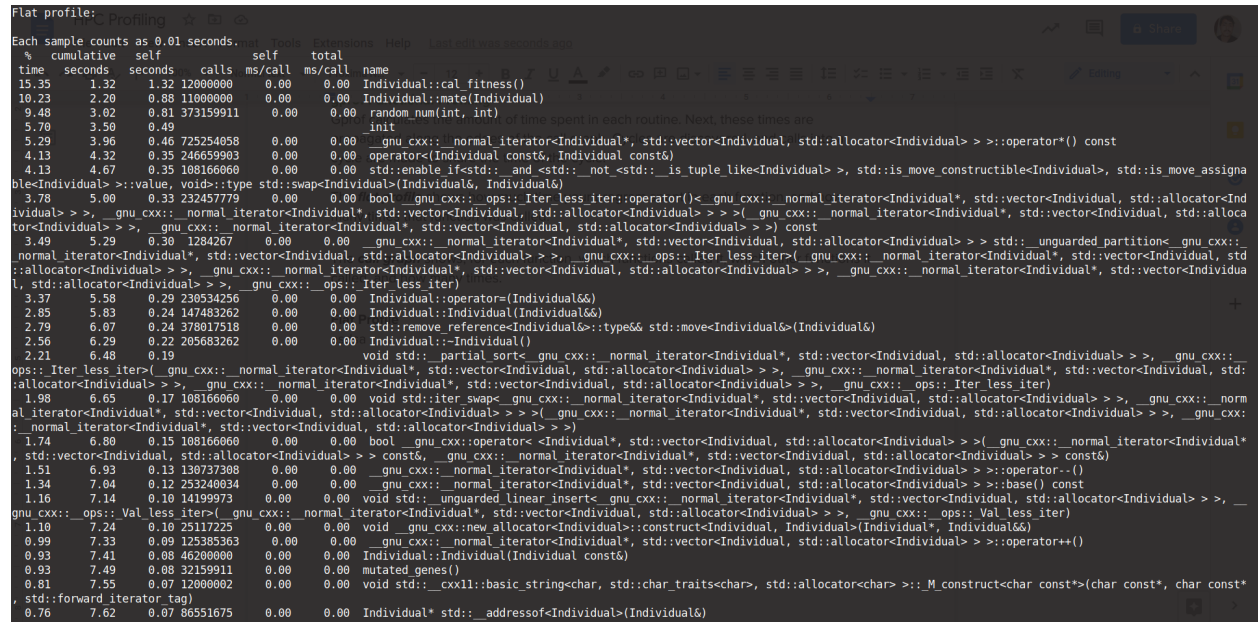 Flat profile:
Each sample counts as 0.01 seconds.
  %   cumulative   self              self     total
 time   seconds   seconds    calls  ms/call  ms/call  name
 15.35      1.32     1.32 12000000     0.00     0.00  Individual::cal_fitness()
 10.23      2.20     0.88 11000000     0.00     0.00  Individual::mate(Individual)
  9.48      3.02     0.81 373159911     0.00     0.00  random_num(int, int)
  5.70      3.50     0.49                             _init
  5.29      3.96     0.46 725254058     0.00     0.00  __gnu_cxx::__normal_iterator<Individual*, std::vector<Individual, std::allocator<Individual> > >::operator*() const
  4.13      4.32     0.35 246659903     0.00     0.00  operator<(Individual const&, Individual const&)
  4.13      4.67     0.35 108166060     0.00     0.00  std::enable_if<std::__and_<std::__not_<std::__is_tuple_like<Individual> >, std::is_move_constructible<Individual>, std::is_move_assigna
ble<Individual> >::value, void>::type std::swap<Individual>(Individual&, Individual&)
  3.78      5.00     0.33 232457717     0.00     0.00  bool __gnu_cxx::__ops::_Iter_less_iter::operator()<__gnu_cxx::__normal_iterator<Individual*, std::vector<Individual, std::allocator<Ind
ividual> > >, __gnu_cxx::__normal_iterator<Individual*, std::vector<Individual, std::allocator<Individual> > > >(__gnu_cxx::__normal_iterator<Individual*, std::vector<Individual, std::alloca
tor<Individual> > >, __gnu_cxx::__normal_iterator<Individual*, std::vector<Individual, std::allocator<Individual> > >) const
  3.49      5.29     0.30  1284267     0.00     0.00  __gnu_cxx::__normal_iterator<Individual*, std::vector<Individual, std::allocator<Individual> > > std::__unguarded_partition<__gnu_cxx::_
_normal_iterator<Individual*, std::vector<Individual, std::allocator<Individual> > >, __gnu_cxx::__ops::_Iter_less_iter>(__gnu_cxx::__normal_iterator<Individual*, std::vector<Individual, std
::allocator<Individual> > >, __gnu_cxx::__normal_iterator<Individual*, std::vector<Individual, std::allocator<Individual> > >, __gnu_cxx::__normal_iterator<Individual*, std::vector<Individua
l, std::allocator<Individual> > >, __gnu_cxx::__ops::_Iter_less_iter)
  3.37      5.58     0.29 230534256     0.00     0.00  Individual::operator=(Individual&&)
  2.85      5.83     0.24 147483262     0.00     0.00  Individual::Individual(Individual&&)
  2.79      6.07     0.24 378017518     0.00     0.00  std::remove_reference<Individual&>::type&& std::move<Individual&>(Individual&)
  2.56      6.29     0.22 205683262     0.00     0.00  Individual::~Individual()
  2.21      6.48     0.19                             void std::__partial_sort<__gnu_cxx::__normal_iterator<Individual*, std::vector<Individual, std::allocator<Individual> > >, __gnu_cxx::__
ops::_Iter_less_iter>(__gnu_cxx::__normal_iterator<Individual*, std::vector<Individual, std::allocator<Individual> > >, __gnu_cxx::__normal_iterator<Individual*, std::vector<Individual, std:
:allocator<Individual> > >, __gnu_cxx::__normal_iterator<Individual*, std::vector<Individual, std::allocator<Individual> > >, __gnu_cxx::__ops::_Iter_less_iter)
  1.98      6.65     0.17 108166060     0.00     0.00  void std::iter_swap<__gnu_cxx::__normal_iterator<Individual*, std::vector<Individual, std::allocator<Individual> > >, __gnu_cxx::__norm
al_iterator<Individual*, std::vector<Individual, std::allocator<Individual> > > >(__gnu_cxx::__normal_iterator<Individual*, std::vector<Individual, std::allocator<Individual> > >, __gnu_cxx:
:__normal_iterator<Individual*, std::vector<Individual, std::allocator<Individual> > >)
  1.74      6.80     0.15 108166060     0.00     0.00  bool __gnu_cxx::operator< <Individual*, std::vector<Individual, std::allocator<Individual> > >(__gnu_cxx::__normal_iterator<Individual*
, std::vector<Individual, std::allocator<Individual> > > const&, __gnu_cxx::__normal_iterator<Individual*, std::vector<Individual, std::allocator<Individual> > > const&)
  1.51      6.93     0.13 130737308     0.00     0.00  __gnu_cxx::__normal_iterator<Individual*, std::vector<Individual, std::allocator<Individual> > >::operator--()
  1.34      7.04     0.12 253240034     0.00     0.00  __gnu_cxx::__normal_iterator<Individual*, std::vector<Individual, std::allocator<Individual> > >::base() const
  1.16      7.14     0.10 14199973     0.00     0.00  void std::__unguarded_linear_insert<__gnu_cxx::__normal_iterator<Individual*, std::vector<Individual, std::allocator<Individual> > >, __
gnu_cxx::__ops::_Val_less_iter>(__gnu_cxx::__normal_iterator<Individual*, std::vector<Individual, std::allocator<Individual> > >, __gnu_cxx::__ops::_Val_less_iter)
  1.10      7.24     0.10 25117225     0.00     0.00  void __gnu_cxx::new_allocator<Individual>::construct<Individual, Individual>(Individual*, Individual&&)
  0.99      7.33     0.09 125385363     0.00     0.00  __gnu_cxx::__normal_iterator<Individual*, std::vector<Individual, std::allocator<Individual> > >::operator++()
  0.93      7.41     0.08 46200000     0.00     0.00  Individual::Individual(Individual const&)
  0.93      7.49     0.08 32159911     0.00     0.00  mutated_genes()
  0.81      7.55     0.07 12000002     0.00     0.00  void std::__cxx11::basic_string<char, std::char_traits<char>, std::allocator<char> >::_M_construct<char const*>(char const*, char const*
, std::forward_iterator_tag)
  0.76      7.62     0.07 86551675     0.00     0.00  Individual* std::__addressof<Individual>(Individual&)